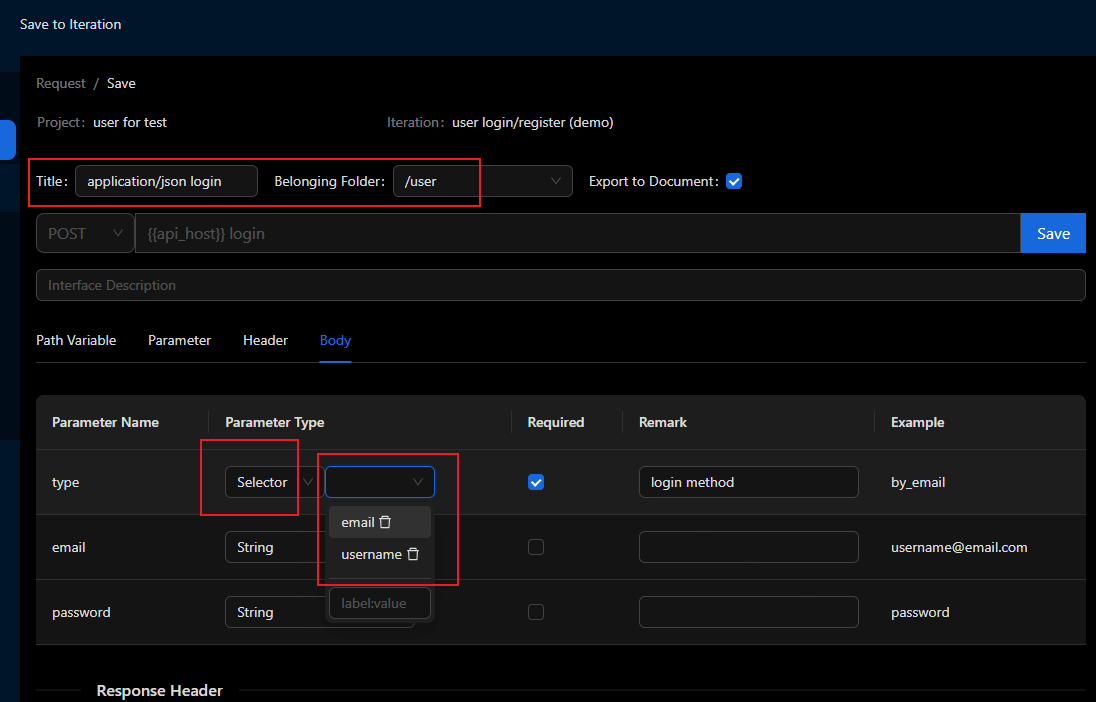 Save to Iteration
Request / Save
Project: user for test Iteration: user login/register (demo)
Title: application/json login Belonging Folder: /user Export to Document:
POST {{api_host}} login Save
Interface Description
Path Variable Parameter Header Body
Parameter Name Parameter Type Required Remark Example
type Selector login method by_email
email
username
email String username@email.com
label:value
password String password
Response Header